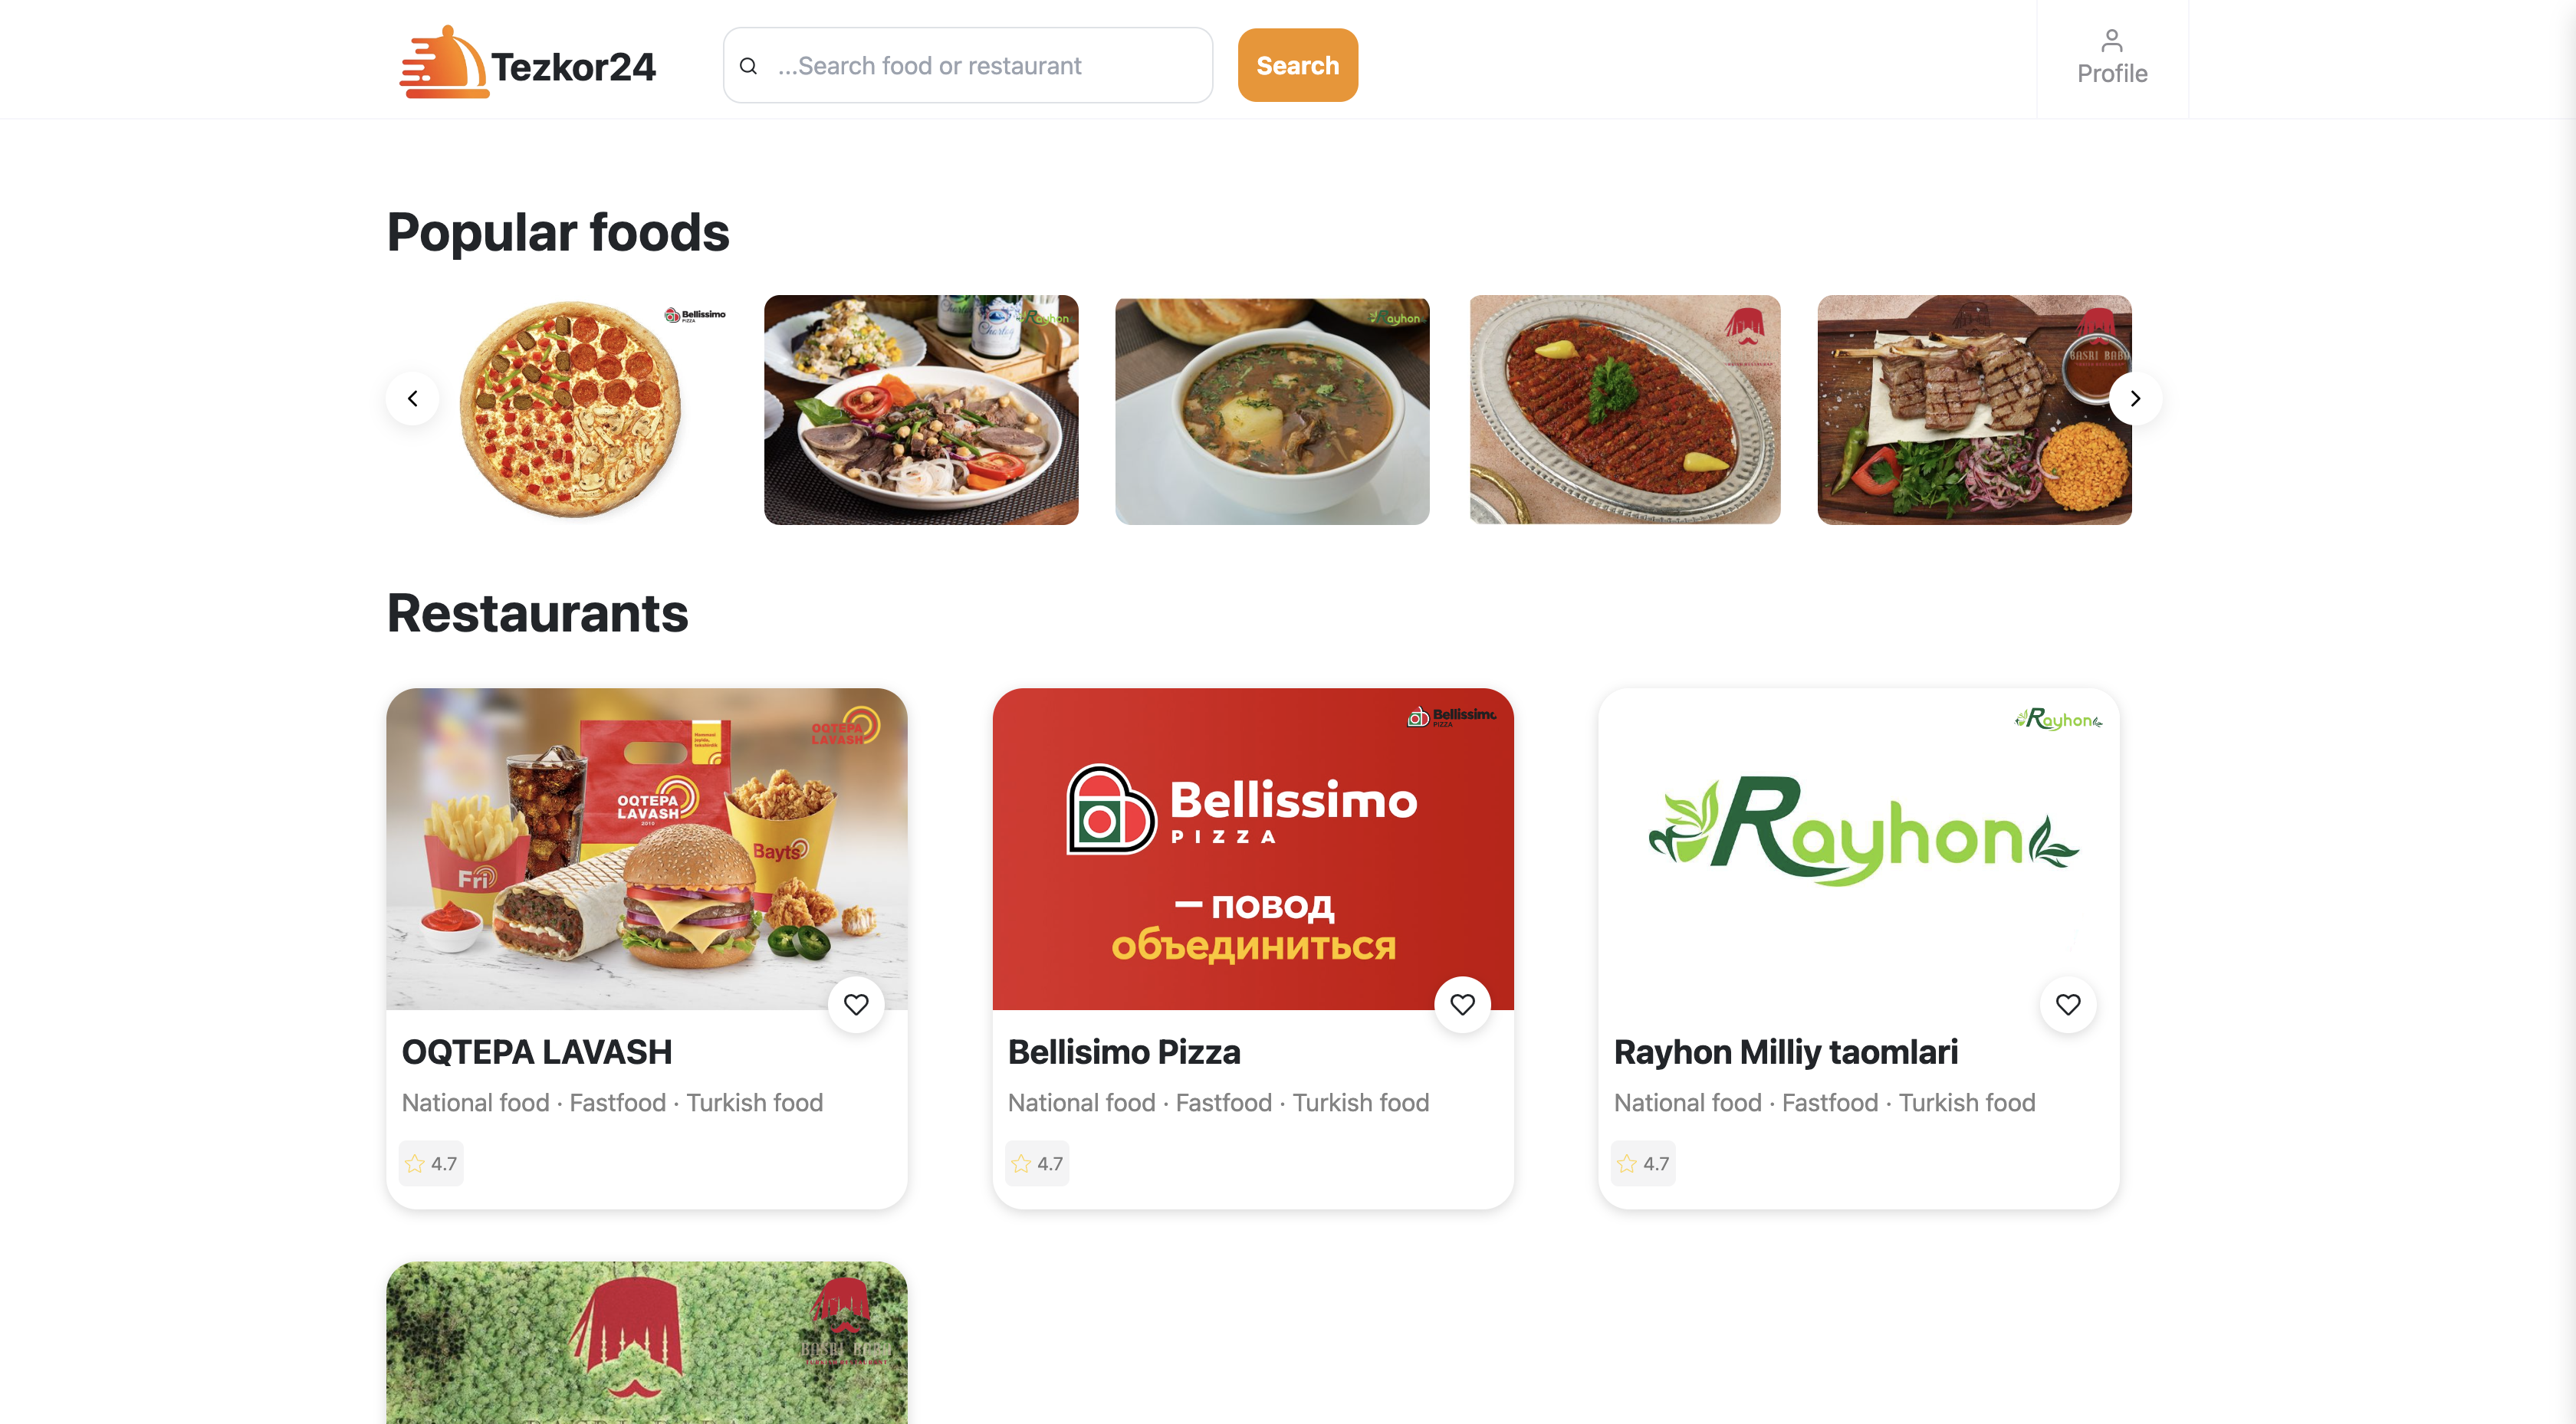 Tezkor24
...Search food or restaurant
Search
Profile
Popular foods
Bellissimo
PIZZA
Rayhon
Rayhon
BASRI BABA
Restaurants
OQTEPA
LAVASH
OQTEPA
LAVASH
2010
Fri
Bayts
Bellissimo
PIZZA
Bellissimo
PIZZA
— повод
объединиться
Rayhon
Rayhon
OQTEPA LAVASH
National food · Fastfood · Turkish food
4.7
Bellisimo Pizza
National food · Fastfood · Turkish food
4.7
Rayhon Milliy taomlari
National food · Fastfood · Turkish food
4.7
BASRI BABA